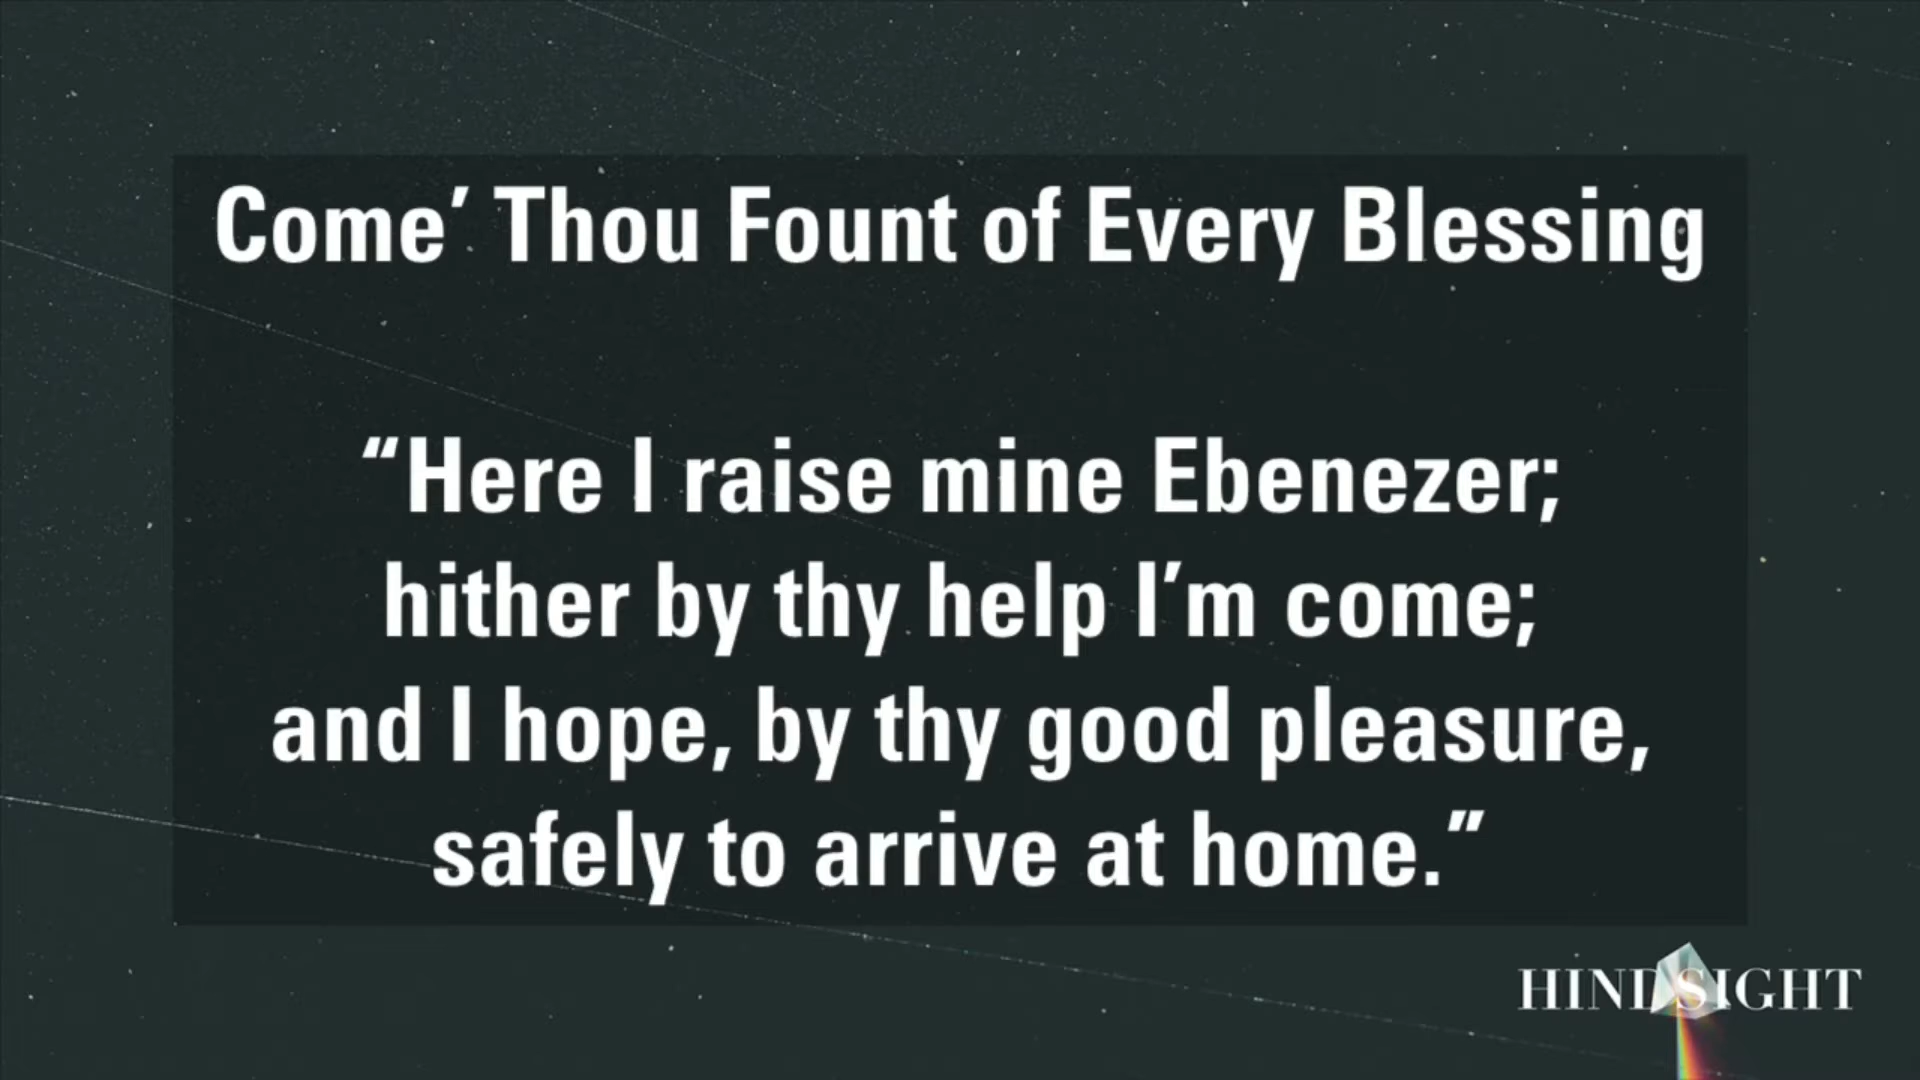 Come’ Thou Fount of Every Blessing
“Here I raise mine Ebenezer;
hither by thy help I’m come;
and I hope, by thy good pleasure,
safely to arrive at home.”
HINDSIGHT